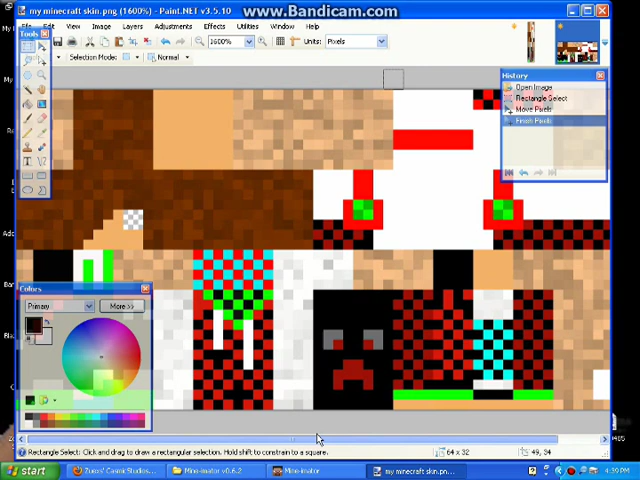 www.Bandicam.com
my minecraft skin.png (1600%) - Paint.NET v3.5.10
Edit View Image Layers Adjustments Effects Utilities Window Help
Tools
1600% Units: Pixels
Selection Mode: Normal
History
Open Image
Rectangle Select
Move Pixels
Finish Pixels
Colors
Primary More >>
Rectangle Select: Click and drag to draw a rectangular selection. Hold shift to constrain to a square. 64 x 32 49, 34
start Zuros' CasmicStudios... Mine-imator v0.6.2 Mine-imator my minecraft skin.pn... 4:39 PM